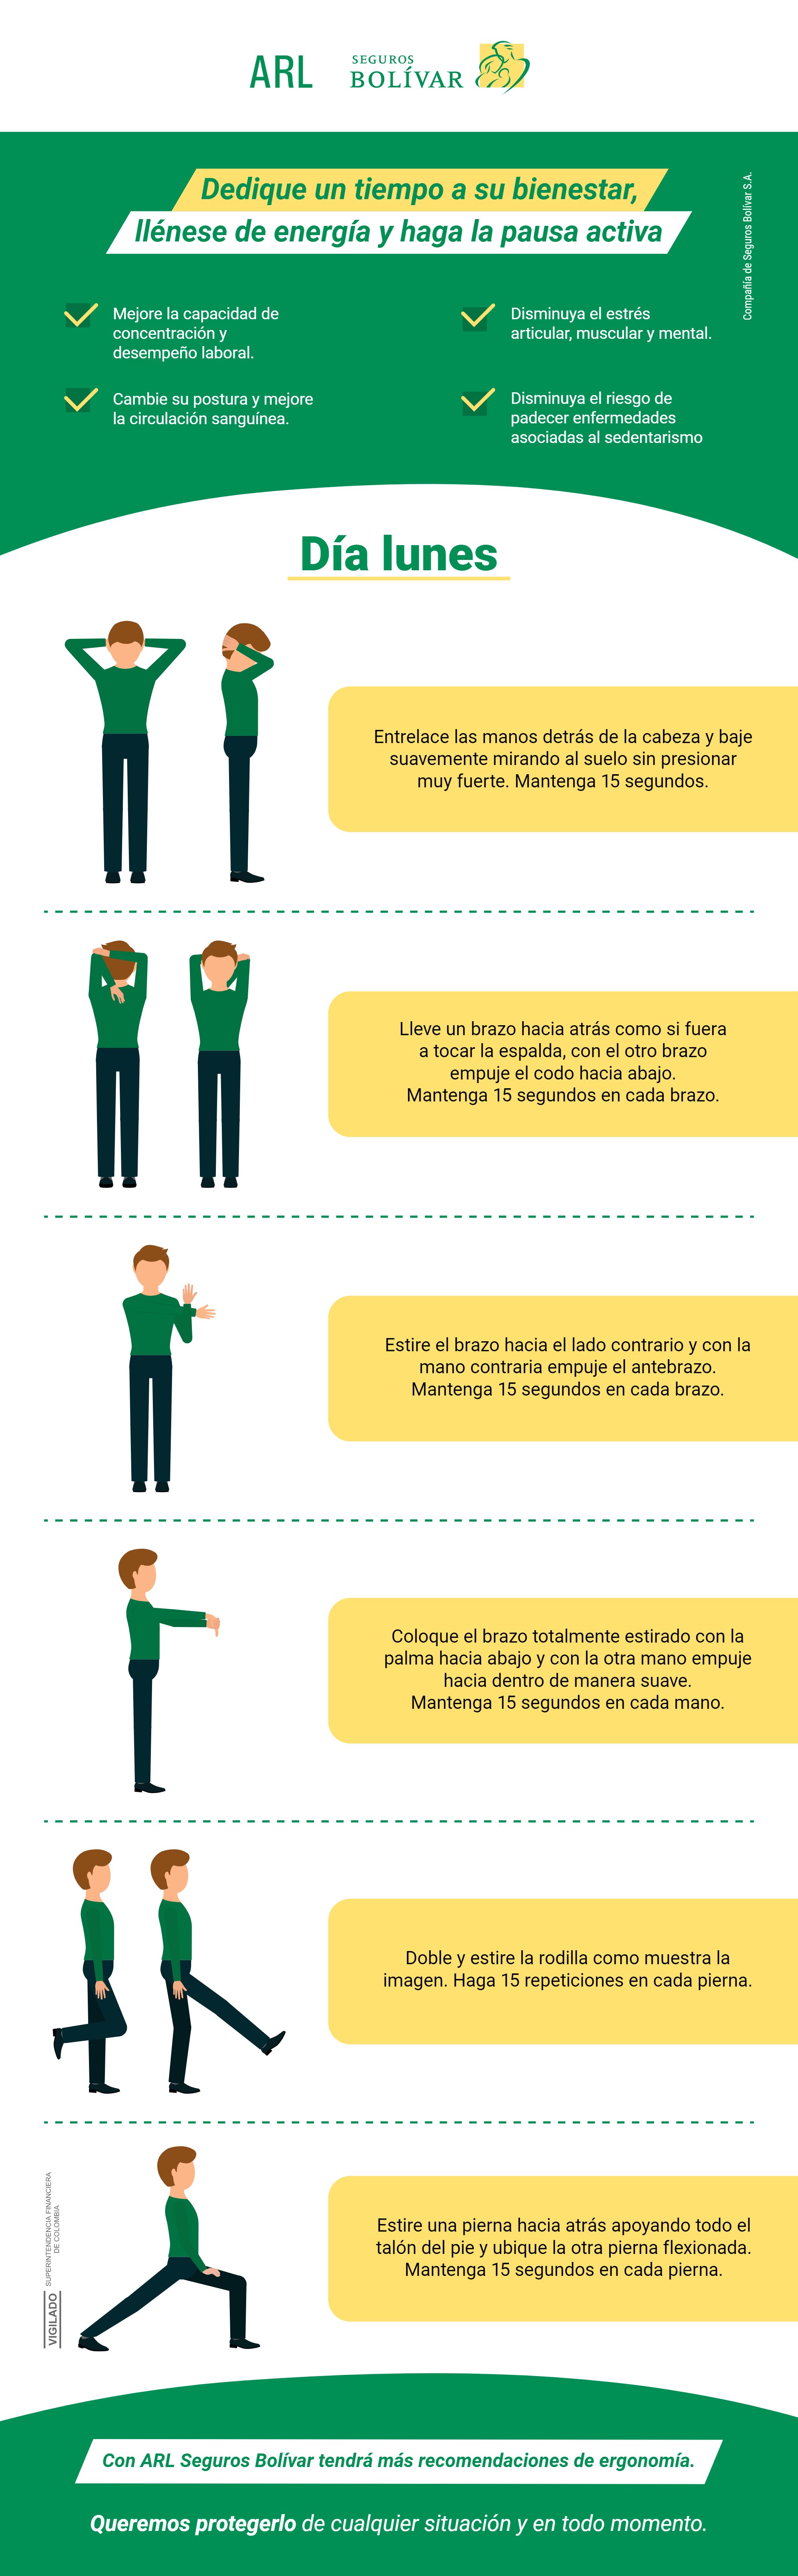 ARL
SEGUROS
BOLÍVAR
Dedique un tiempo a su bienestar,
llénese de energía y haga la pausa activa
Compañía de Seguros Bolívar S.A.
Mejore la capacidad de
concentración y
desempeño laboral.
Disminuya el estrés
articular, muscular y mental.
Cambie su postura y mejore
la circulación sanguínea.
Disminuya el riesgo de
padecer enfermedades
asociadas al sedentarismo
Día lunes
Entrelace las manos detrás de la cabeza y baje
suavemente mirando al suelo sin presionar
muy fuerte. Mantenga 15 segundos.
Lleve un brazo hacia atrás como si fuera
a tocar la espalda, con el otro brazo
empuje el codo hacia abajo.
Mantenga 15 segundos en cada brazo.
Estire el brazo hacia el lado contrario y con la
mano contraria empuje el antebrazo.
Mantenga 15 segundos en cada brazo.
Coloque el brazo totalmente estirado con la
palma hacia abajo y con la otra mano empuje
hacia dentro de manera suave.
Mantenga 15 segundos en cada mano.
Doble y estire la rodilla como muestra la
imagen. Haga 15 repeticiones en cada pierna.
Estire una pierna hacia atrás apoyando todo el
talón del pie y ubique la otra pierna flexionada.
Mantenga 15 segundos en cada pierna.
VIGILADO
SUPERINTENDENCIA FINANCIERA
DE COLOMBIA
Con ARL Seguros Bolívar tendrá más recomendaciones de ergonomía.
Queremos protegerlo de cualquier situación y en todo momento.